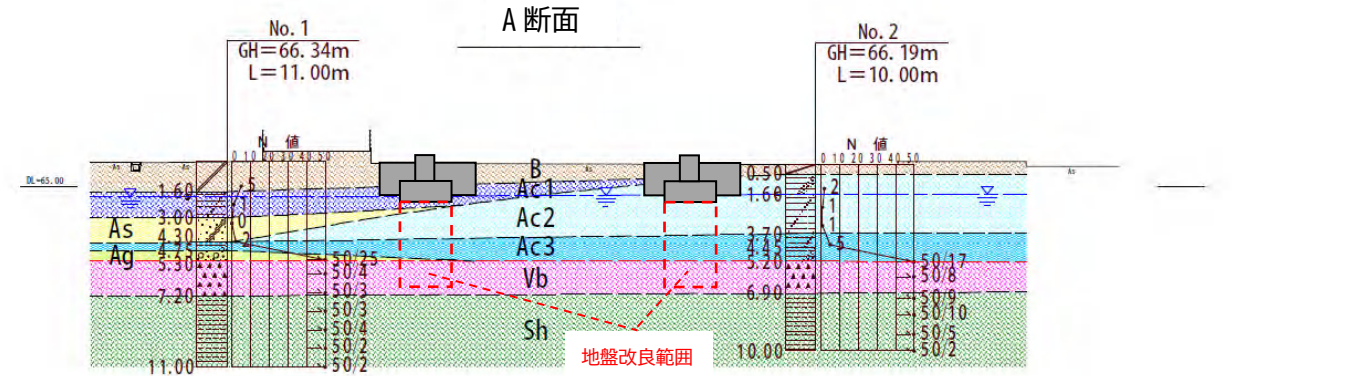 A 断面
No. 1
GH=66.34m
L=11.00m
No. 2
GH=66.19m
L=10.00m
N 値
0 10 20 30 40 50
N 値
0 10 20 30 40 50
As
As
B
As
As
DL=65.00
1.60
5
Ac1
0.50
1.60
2
3.00
1
1
As
0
Ac2
1
4.30
2
3.70
5
Ac3
4.45
Ag
5.30
50/25
5.20
50/17
50/4
Vb
50/8
7.20
50/3
6.90
50/9
50/3
50/10
50/4
Sh
50/5
50/2
地盤改良範囲
10.00
50/2
11.00
50/2